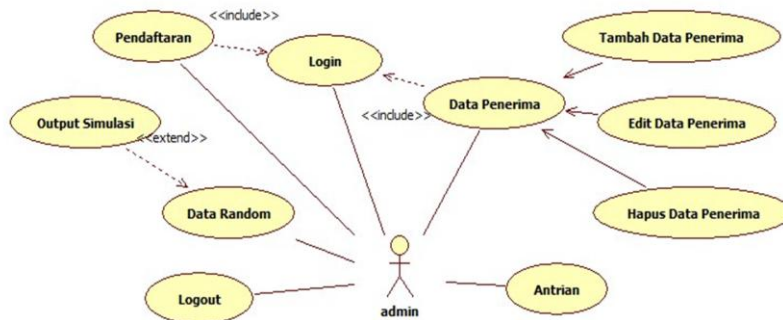 <<include>>
Pendaftaran
Login
Tambah Data Penerima
Data Penerima
<<include>>
Edit Data Penerima
Output Simulasi
<<extend>>
Data Random
Hapus Data Penerima
Logout
admin
Antrian